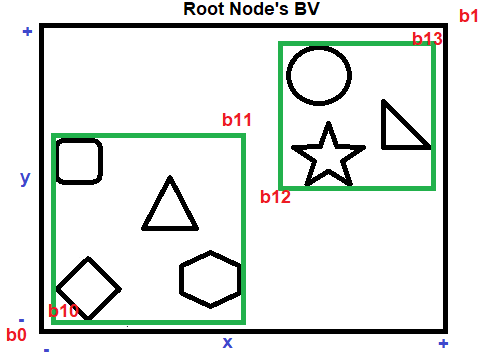 Root Node's BV
b1
+
b13
b11
y
b12
b10
-
b0
x
+
-